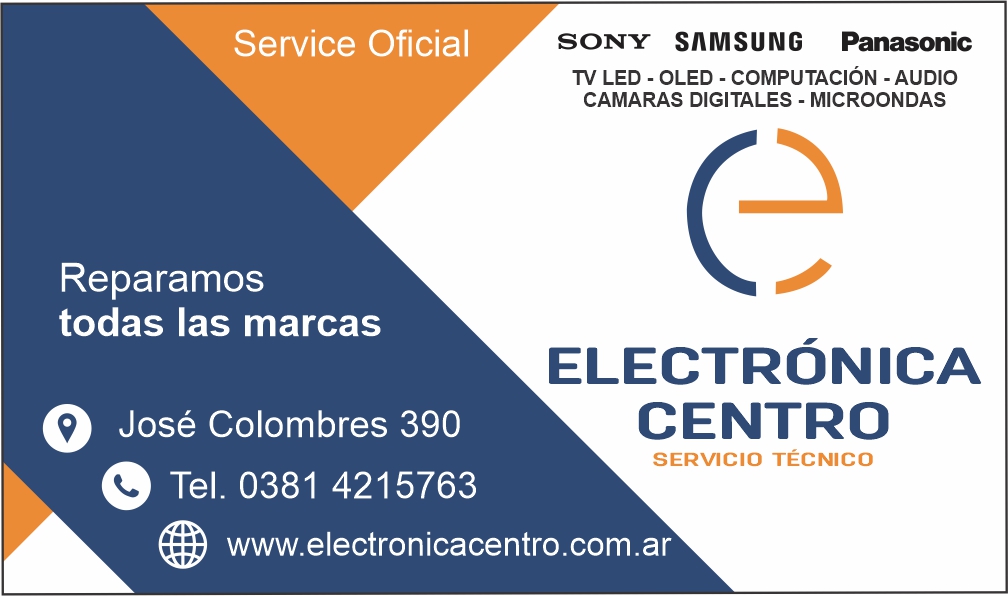 Service Oficial
SONY SAMSUNG Panasonic
TV LED - OLED - COMPUTACIÓN - AUDIO
CAMARAS DIGITALES - MICROONDAS
Reparamos
todas las marcas
ELECTRÓNICA
CENTRO
SERVICIO TÉCNICO
José Colombres 390
Tel. 0381 4215763
www.electronicacentro.com.ar